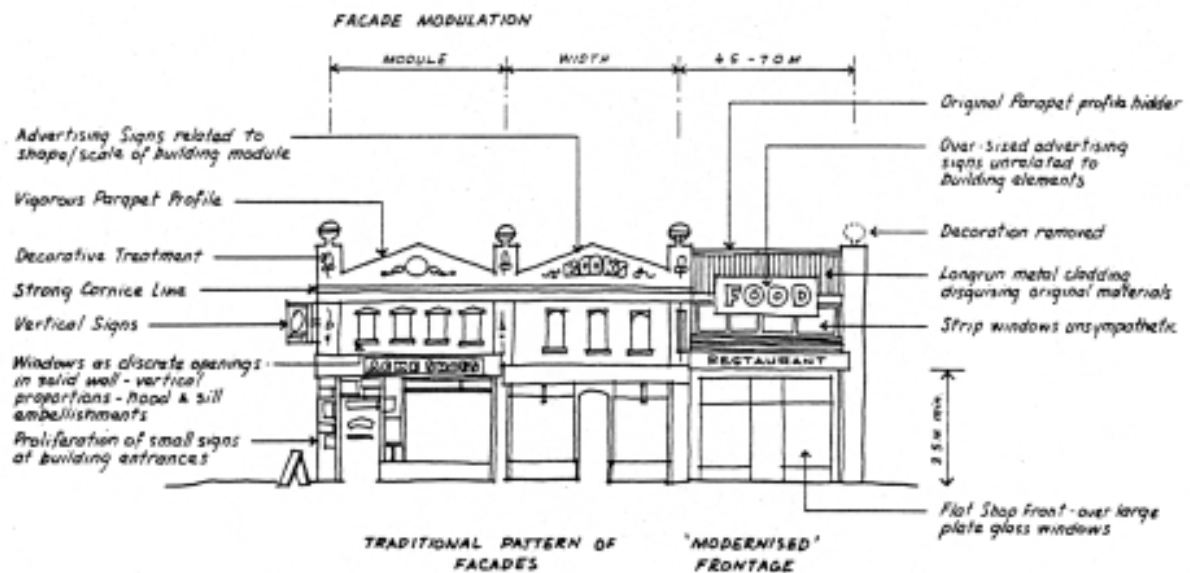 FACADE MODULATION
MODULE
WIDTH
4 5 - 7 0 M
Advertising Signs related to
shape/scale of building module
Vigorous Parapet Profile
Decorative Treatment
Strong Cornice Line
Vertical Signs
Windows as discrete openings
in solid wall - vertical
proportions - hood & sill
embellishments
Proliferation of small signs
at building entrances
ACME SHOES
FOOD
RESTAURANT
Original Parapet profile hidden
Over-sized advertising
signs unrelated to
building elements
Decoration removed
Longrun metal cladding
disguising original materials
Strip windows unsympathetic
min
Flat Shop Front - over large
plate glass windows
TRADITIONAL PATTERN OF
FACADES
'MODERNISED'
FRONTAGE